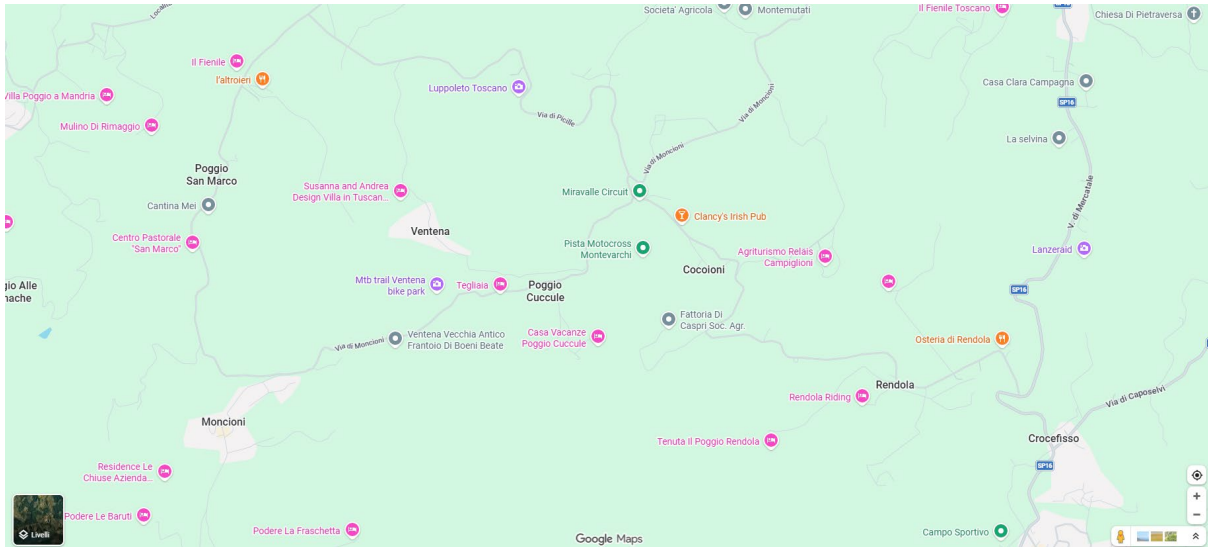 Società' Agricola
Montemutati
Il Fienile Toscano
SP16
Chiesa Di Pietraversa
Il Fienile
l'altroieri
Villa Poggio a Mandria
Luppoleto Toscano
Casa Clara Campagna
SP16
Via di Picille
Via di Moncioni
Mulino Di Rimaggio
La selvina
Via di Moncioni
Poggio
San Marco
Susanna and Andrea
Design Villa in Tuscan...
Miravalle Circuit
V. di Mercatale
Cantina Mei
Clancy's Irish Pub
Ventena
Centro Pastorale
"San Marco"
Pista Motocross
Montevarchi
Agriturismo Relais
Campiglioni
Lanzeraid
Cocoioni
Mtb trail Ventena
bike park
Tegliaia
Poggio
Cuccule
gio Alle
nache
SP16
Fattoria Di
Caspri Soc. Agr.
Ventena Vecchia Antico
Frantoio Di Boeni Beate
Via di Moncioni
Casa Vacanze
Poggio Cuccule
Osteria di Rendola
Rendola
Rendola Riding
Via di Caposelvi
Moncioni
Tenuta Il Poggio Rendola
Crocefisso
SP16
Residence Le
Chiuse Azienda...
Podere Le Baruti
Podere La Fraschetta
Campo Sportivo
Livelli
Google Maps